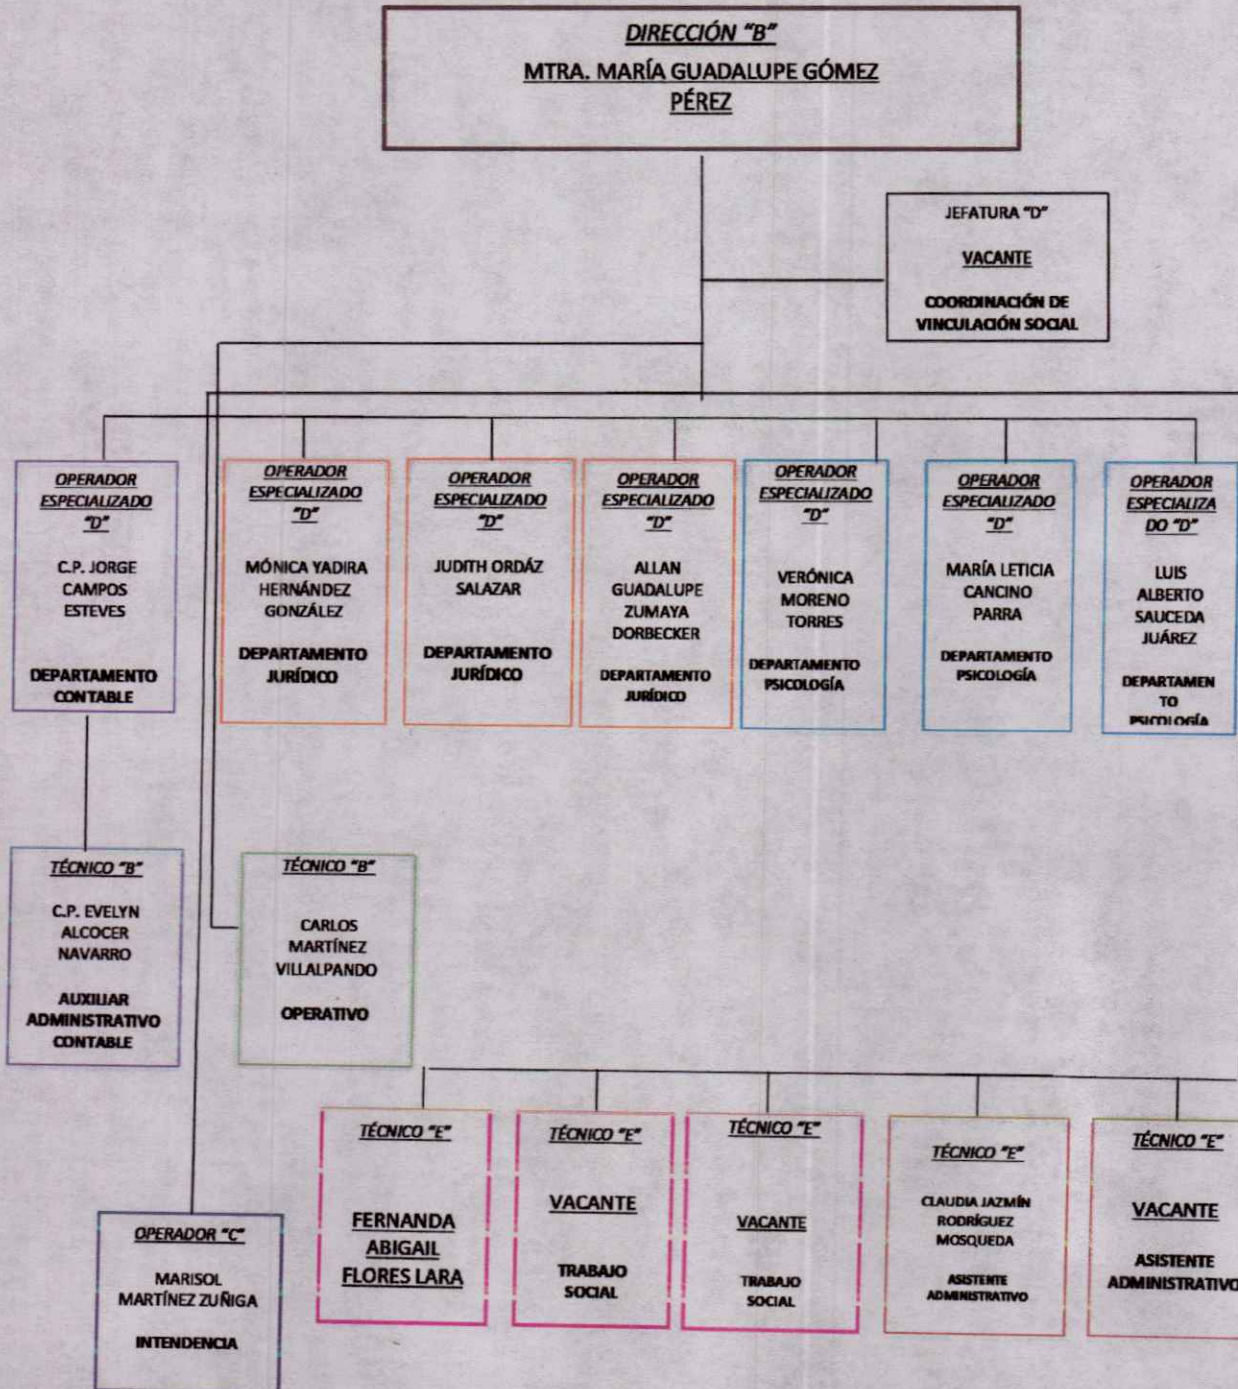 DIRECCIÓN "B"
MTRA. MARÍA GUADALUPE GÓMEZ
PÉREZ
JEFATURA "D"
VACANTE
COORDINACIÓN DE
VINCULACIÓN SOCIAL
OPERADOR
ESPECIALIZADO
"D"
C.P. JORGE
CAMPOS
ESTEVES
DEPARTAMENTO
CONTABLE
OPERADOR
ESPECIALIZADO
"D"
MÓNICA YADIRA
HERNÁNDEZ
GONZÁLEZ
DEPARTAMENTO
JURÍDICO
OPERADOR
ESPECIALIZADO
"D"
JUDITH ORDÁZ
SALAZAR
DEPARTAMENTO
JURÍDICO
OPERADOR
ESPECIALIZADO
"D"
ALLAN
GUADALUPE
ZUMAYA
DORBECKER
DEPARTAMENTO
JURÍDICO
OPERADOR
ESPECIALIZADO
"D"
VERÓNICA
MORENO
TORRES
DEPARTAMENTO
PSICOLOGÍA
OPERADOR
ESPECIALIZADO
"D"
MARÍA LETICIA
CANCINO
PARRA
DEPARTAMENTO
PSICOLOGÍA
OPERADOR
ESPECIALIZA
DO "D"
LUIS
ALBERTO
SAUCEDA
JUÁREZ
DEPARTAMEN
TO
PSICOLOGÍA
TÉCNICO "B"
C.P. EVELYN
ALCOCER
NAVARRO
AUXILIAR
ADMINISTRATIVO
CONTABLE
TÉCNICO "B"
CARLOS
MARTÍNEZ
VILLALPANDO
OPERATIVO
TÉCNICO "E"
FERNANDA
ABIGAIL
FLORES LARA
TÉCNICO "E"
VACANTE
TRABAJO
SOCIAL
TÉCNICO "E"
VACANTE
TRABAJO
SOCIAL
TÉCNICO "E"
CLAUDIA JAZMÍN
RODRÍGUEZ
MOSQUEDA
ASISTENTE
ADMINISTRATIVO
TÉCNICO "E"
VACANTE
ASISTENTE
ADMINISTRATIVO
OPERADOR "C"
MARISOL
MARTÍNEZ ZUÑIGA
INTENDENCIA